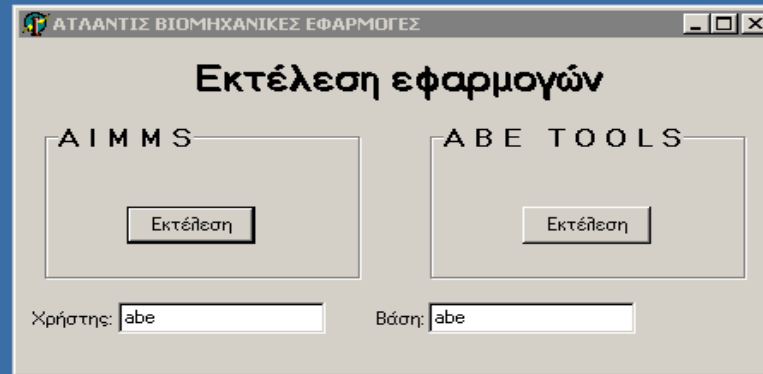 ΑΤΛΑΝΤΙΣ ΒΙΟΜΗΧΑΝΙΚΕΣ ΕΦΑΡΜΟΓΕΣ
Εκτέλεση εφαρμογών
AIMMS
ABE TOOLS
Εκτέλεση
Εκτέλεση
Χρήστης: abe
Βάση: abe